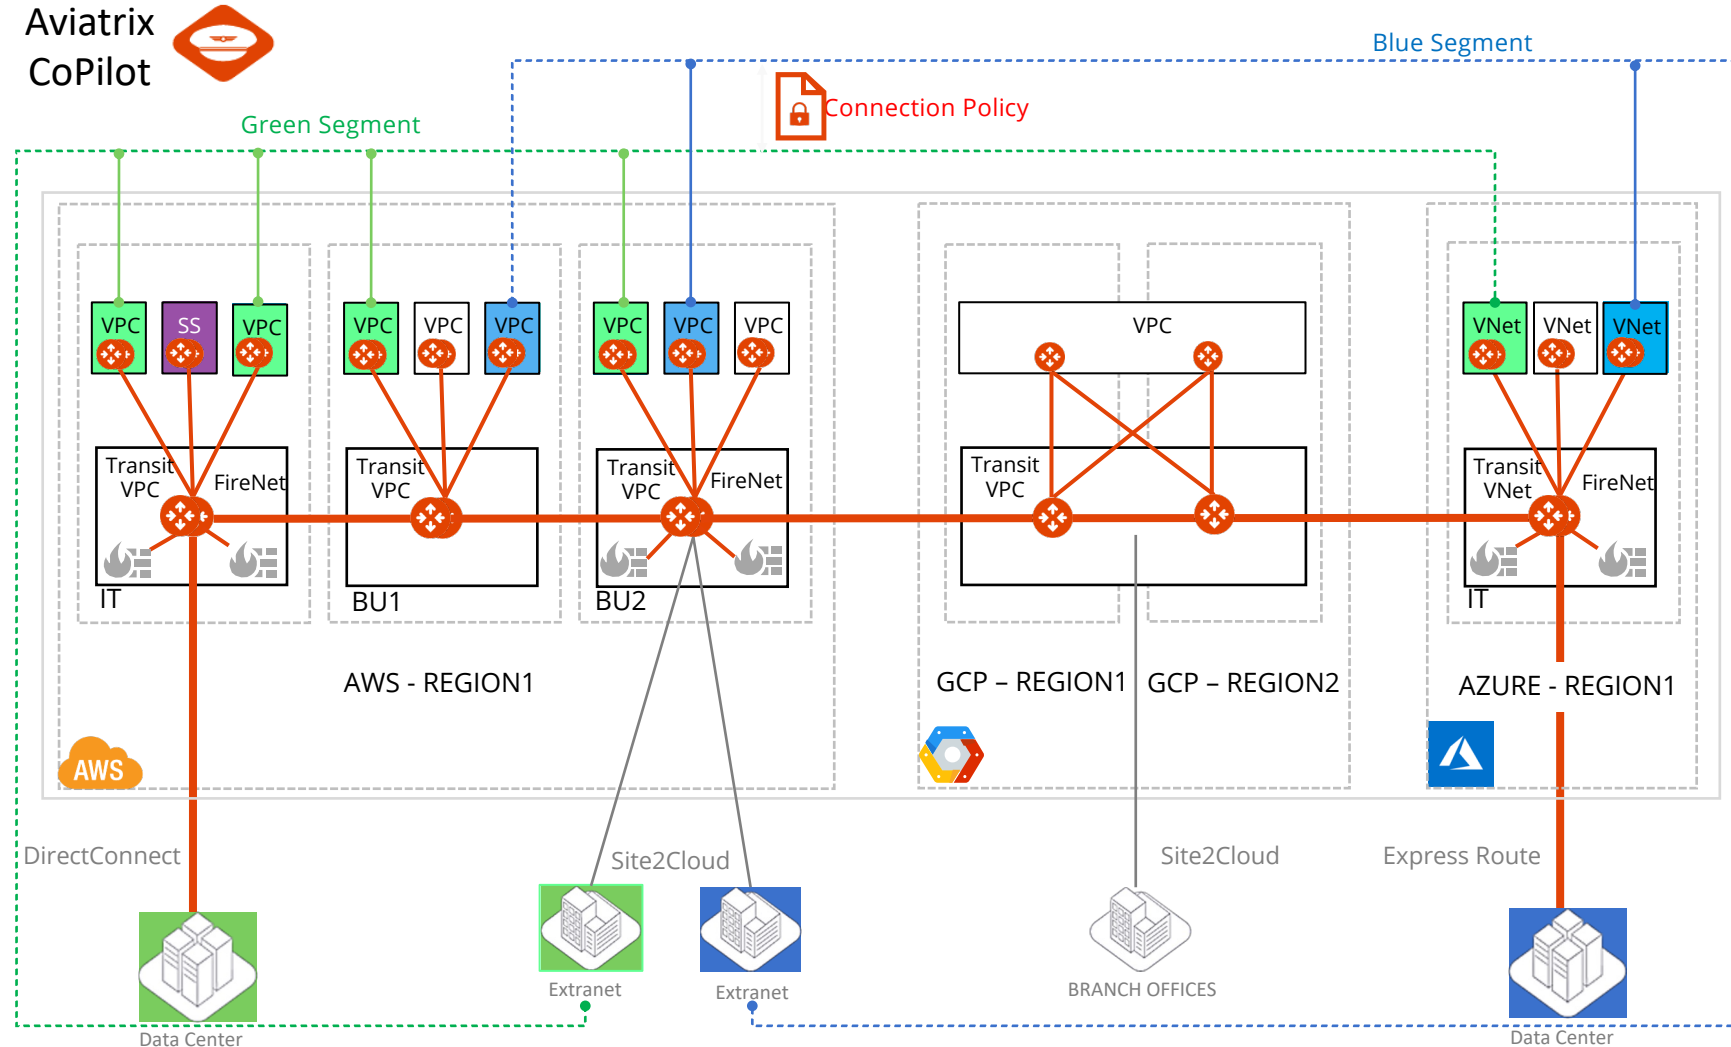 Aviatrix
CoPilot
Blue Segment
Connection Policy
Green Segment
VPC
SS
VPC
VPC
VPC
VPC
VPC
VPC
VPC
VPC
VNet
VNet
VNet
Transit
VPC
FireNet
Transit
VPC
Transit
VPC
FireNet
Transit
VPC
Transit
VNet
FireNet
IT
BU1
BU2
IT
AWS - REGION1
GCP – REGION1
GCP – REGION2
AZURE - REGION1
AWS
DirectConnect
Site2Cloud
Site2Cloud
Express Route
Extranet
Extranet
BRANCH OFFICES
Data Center
Data Center